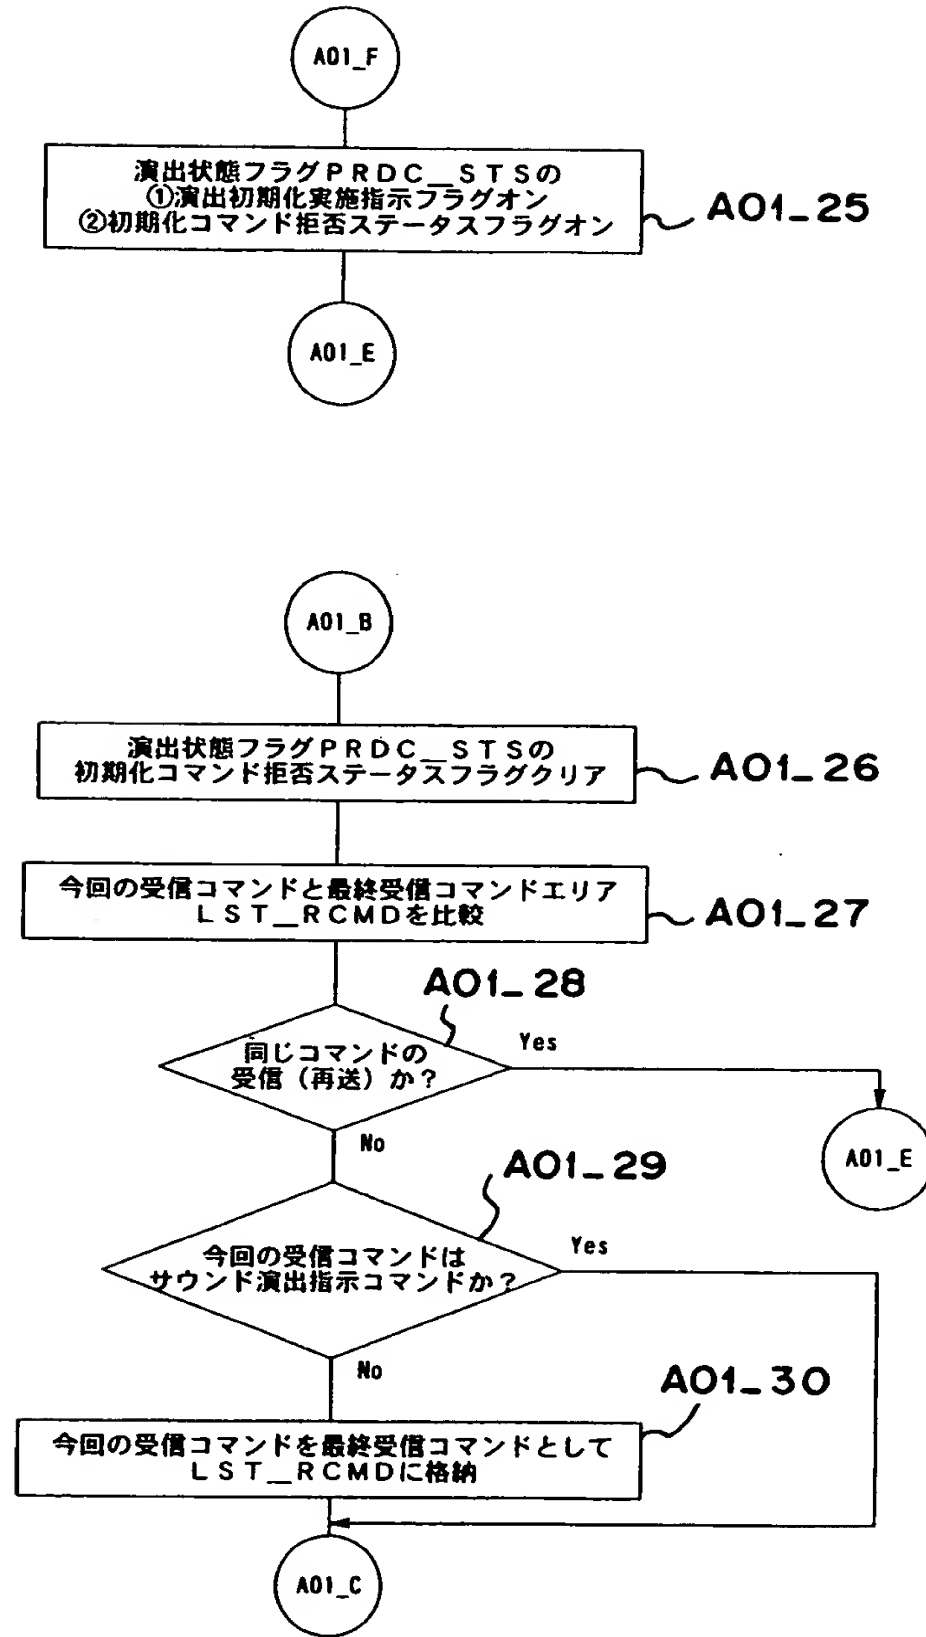 A01_F
演出状態フラグPRDC_STSの
①演出初期化実施指示フラグオン
②初期化コマンド拒否ステータスフラグオン
A01_25
A01_E
A01_B
演出状態フラグPRDC_STSの
初期化コマンド拒否ステータスフラグクリア
A01_26
今回の受信コマンドと最終受信コマンドエリア
LST_RCMDを比較
A01_27
A01_28
同じコマンドの
受信（再送）か？
Yes
A01_E
No
A01_29
今回の受信コマンドは
サウンド演出指示コマンドか？
Yes
No
A01_30
今回の受信コマンドを最終受信コマンドとして
LST_RCMDに格納
A01_C